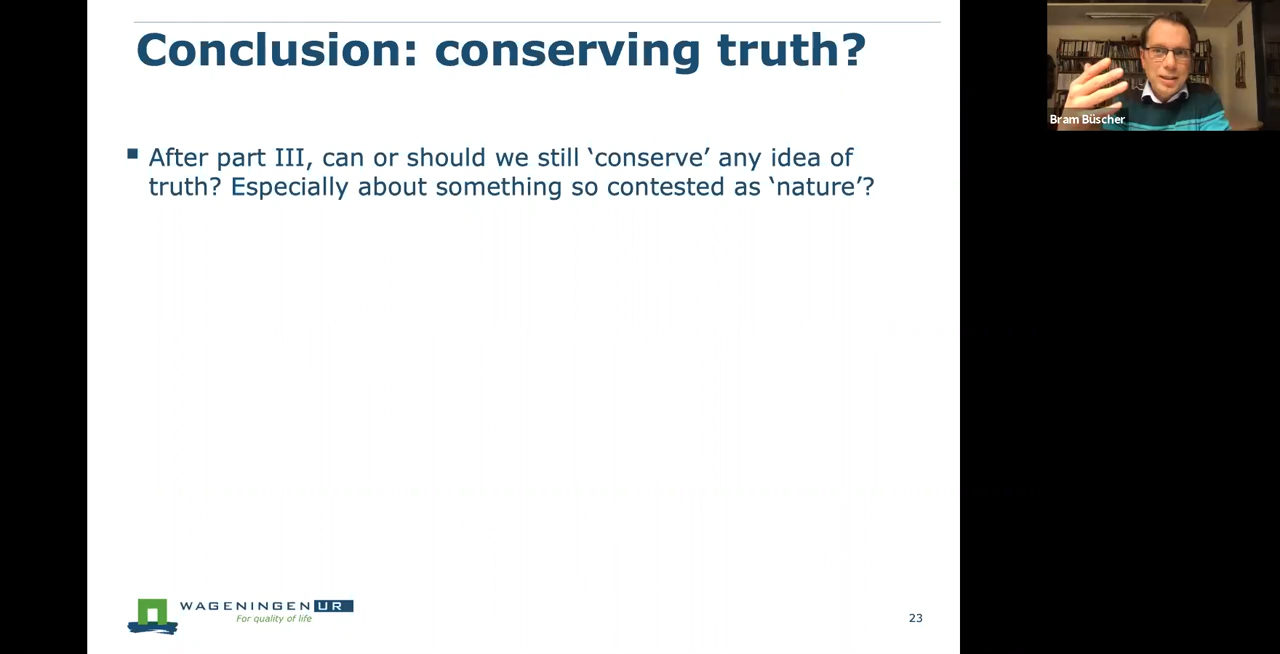 Conclusion: conserving truth?
Bram Büscher
▪ After part III, can or should we still ‘conserve’ any idea of
truth? Especially about something so contested as ‘nature’?
WAGENINGEN UR
For quality of life
23